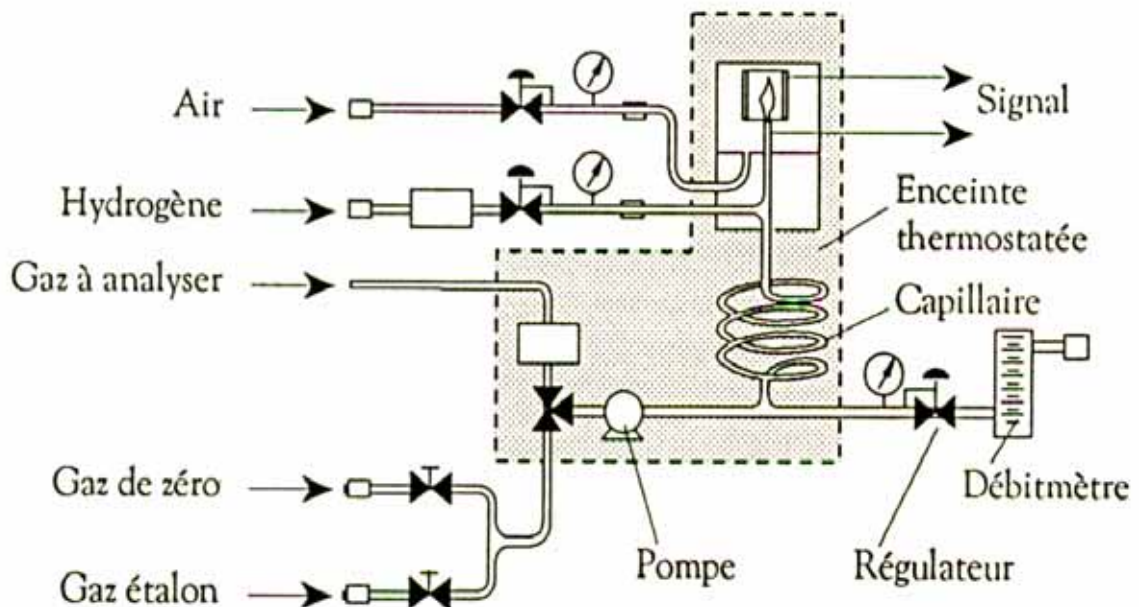 Air
Signal
Hydrogène
Enceinte
thermostatée
Gaz à analyser
Capillaire
Gaz de zéro
Débitmètre
Pompe
Régulateur
Gaz étalon